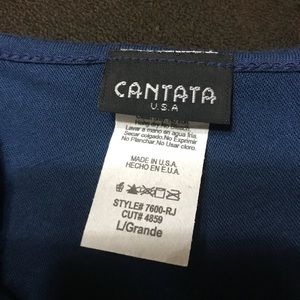 CANTATA
U.S.A
Lavar a mano en agua fria.
Secar colgado.No Exprimir
No Planchar.No Usar cloro.
MADE IN U.S.A.
HECHO EN E.U.A.
STYLE# 7600-RJ
CUT# 4859
L/Grande